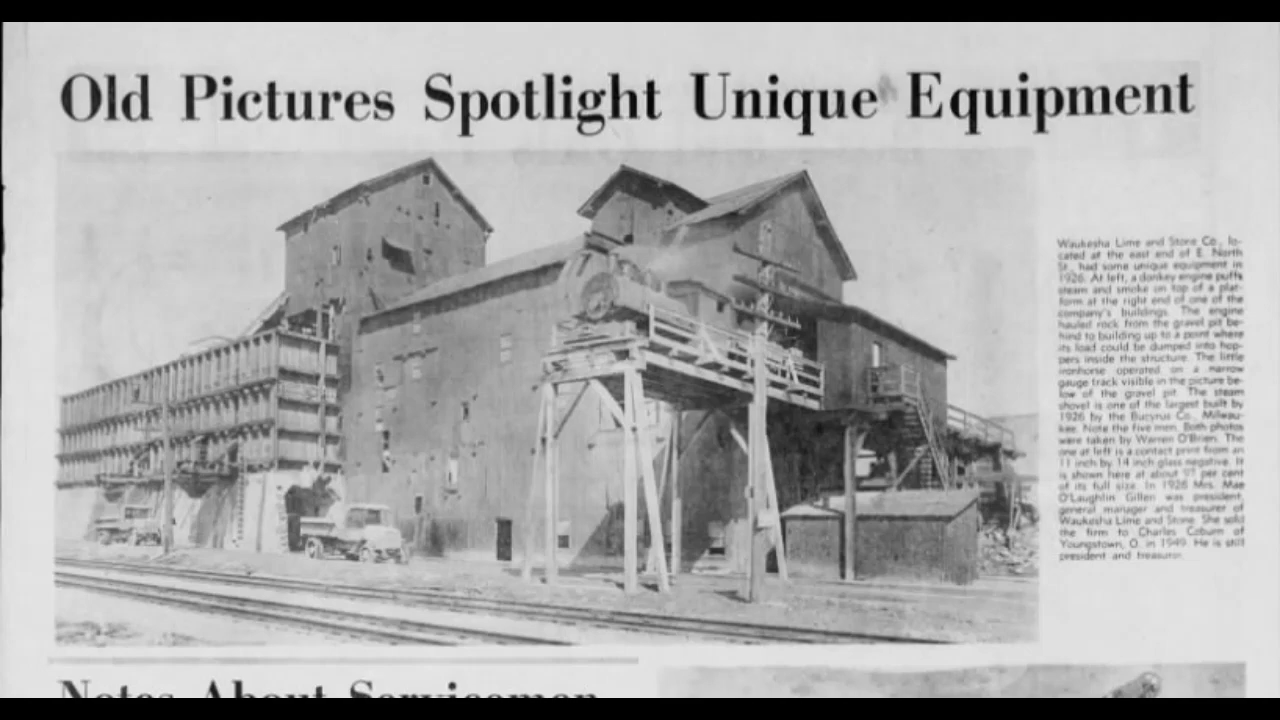 Old Pictures Spotlight Unique Equipment
Waukesha Lime and Stone Co., lo-
cated at the east end of E. North
St., had some unique equipment in
1926. At left, a donkey engine puffs
steam and smoke on top of a plat-
form at the right end of one of the
company's buildings. The engine
hauled rock from the gravel pit be-
hind to building up to a point where
its load could be dumped into hop-
pers inside the structure. The little
ironhorse operated on a narrow
gauge track visible in the picture be-
low of the gravel pit. The steam
shovel is one of the largest built by
1926 by the Bucyrus Co., Milwau-
kee. Note the five men. Both photos
were taken by Warren O'Brien. The
one at left is a contact print from an
11 inch by 14 inch glass negative. It
is shown here at about 97 per cent
of its full size. In 1926 Mrs. Mae
O'Laughlin Gillen was president,
general manager and treasurer of
Waukesha Lime and Stone. She sold
the firm to Charles Coburn of
Youngstown, O. in 1949. He is still
president and treasurer.
Notes About Servicemen